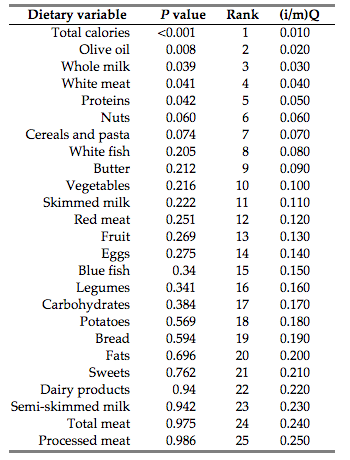 Dietary variable P value Rank (i/m)Q
Total calories <0.001 1 0.010
Olive oil 0.008 2 0.020
Whole milk 0.039 3 0.030
White meat 0.041 4 0.040
Proteins 0.042 5 0.050
Nuts 0.060 6 0.060
Cereals and pasta 0.074 7 0.070
White fish 0.205 8 0.080
Butter 0.212 9 0.090
Vegetables 0.216 10 0.100
Skimmed milk 0.222 11 0.110
Red meat 0.251 12 0.120
Fruit 0.269 13 0.130
Eggs 0.275 14 0.140
Blue fish 0.34 15 0.150
Legumes 0.341 16 0.160
Carbohydrates 0.384 17 0.170
Potatoes 0.569 18 0.180
Bread 0.594 19 0.190
Fats 0.696 20 0.200
Sweets 0.762 21 0.210
Dairy products 0.94 22 0.220
Semi-skimmed milk 0.942 23 0.230
Total meat 0.975 24 0.240
Processed meat 0.986 25 0.250